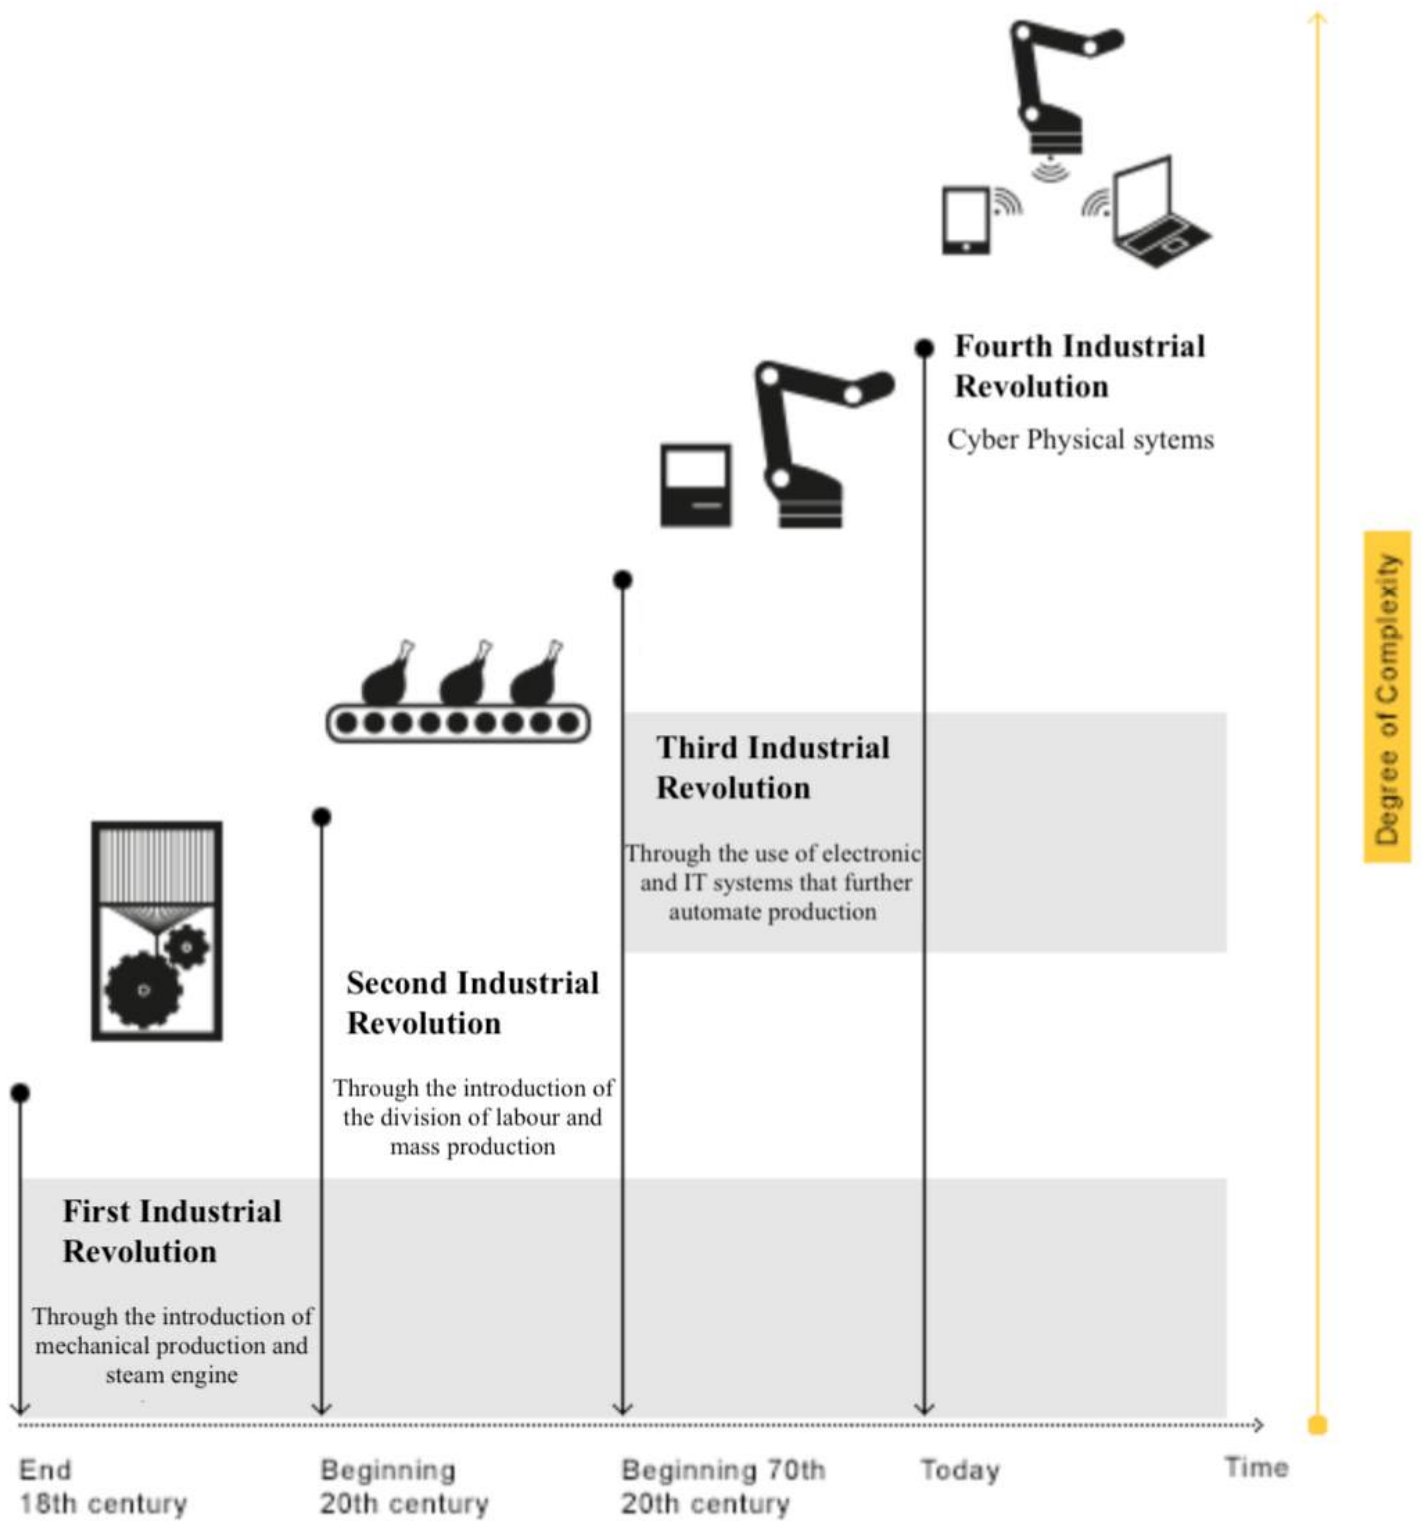 Fourth Industrial
Revolution
Cyber Physical sytems
Degree of Complexity
Third Industrial
Revolution
Through the use of electronic
and IT systems that further
automate production
Second Industrial
Revolution
Through the introduction of
the division of labour and
mass production
First Industrial
Revolution
Through the introduction of
mechanical production and
steam engine
End
18th century
Beginning
20th century
Beginning 70th
20th century
Today
Time